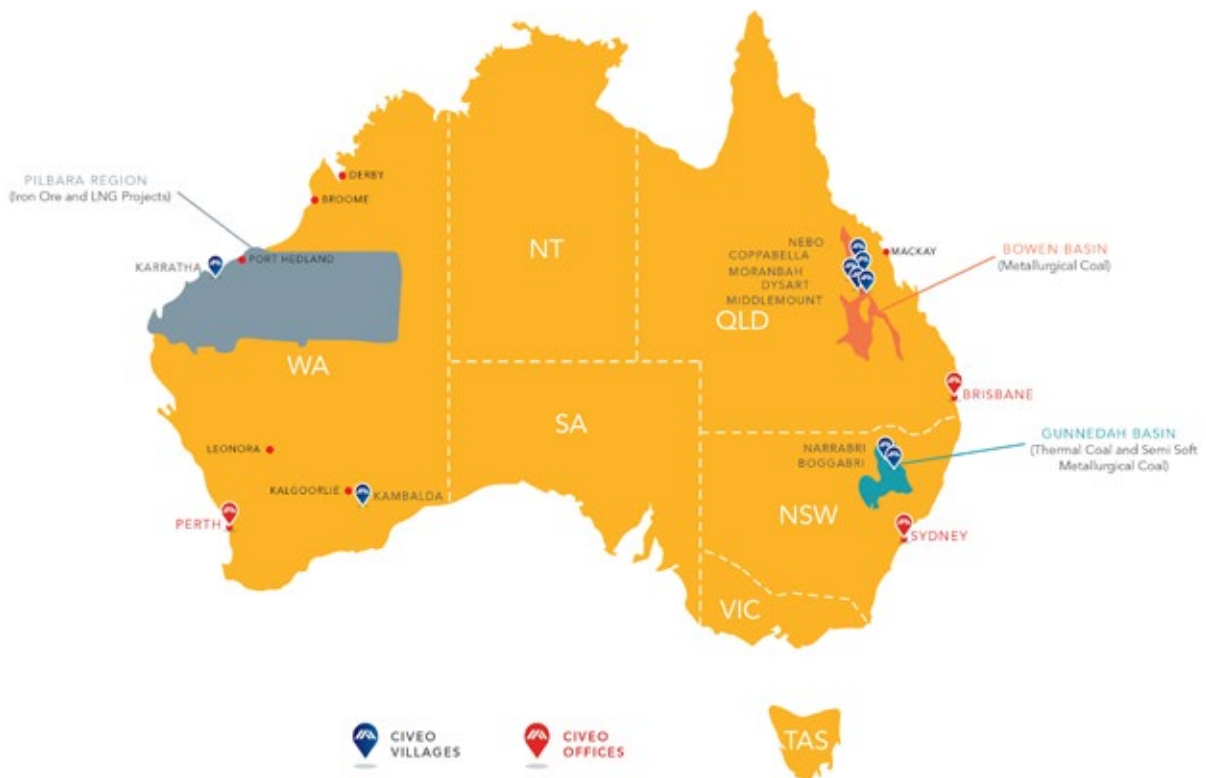 DERBY
PILBARA REGION
(Iron Ore and LNG Projects)
BROOME
NT
NEBO
COPPABELLA
MORANBAH
DYSART
MIDDLEMOUNT
MACKAY
BOWEN BASIN
(Metallurgical Coal)
KARRATHA
PORT HEDLAND
QLD
WA
BRISBANE
SA
GUNNEDAH BASIN
(Thermal Coal and Semi Soft
Metallurgical Coal)
NARRABRI
BOGGABRI
LEONORA
KALGOORLIE
KAMBALDA
NSW
PERTH
SYDNEY
VIC
CIVEO
VILLAGES
CIVEO
OFFICES
TAS